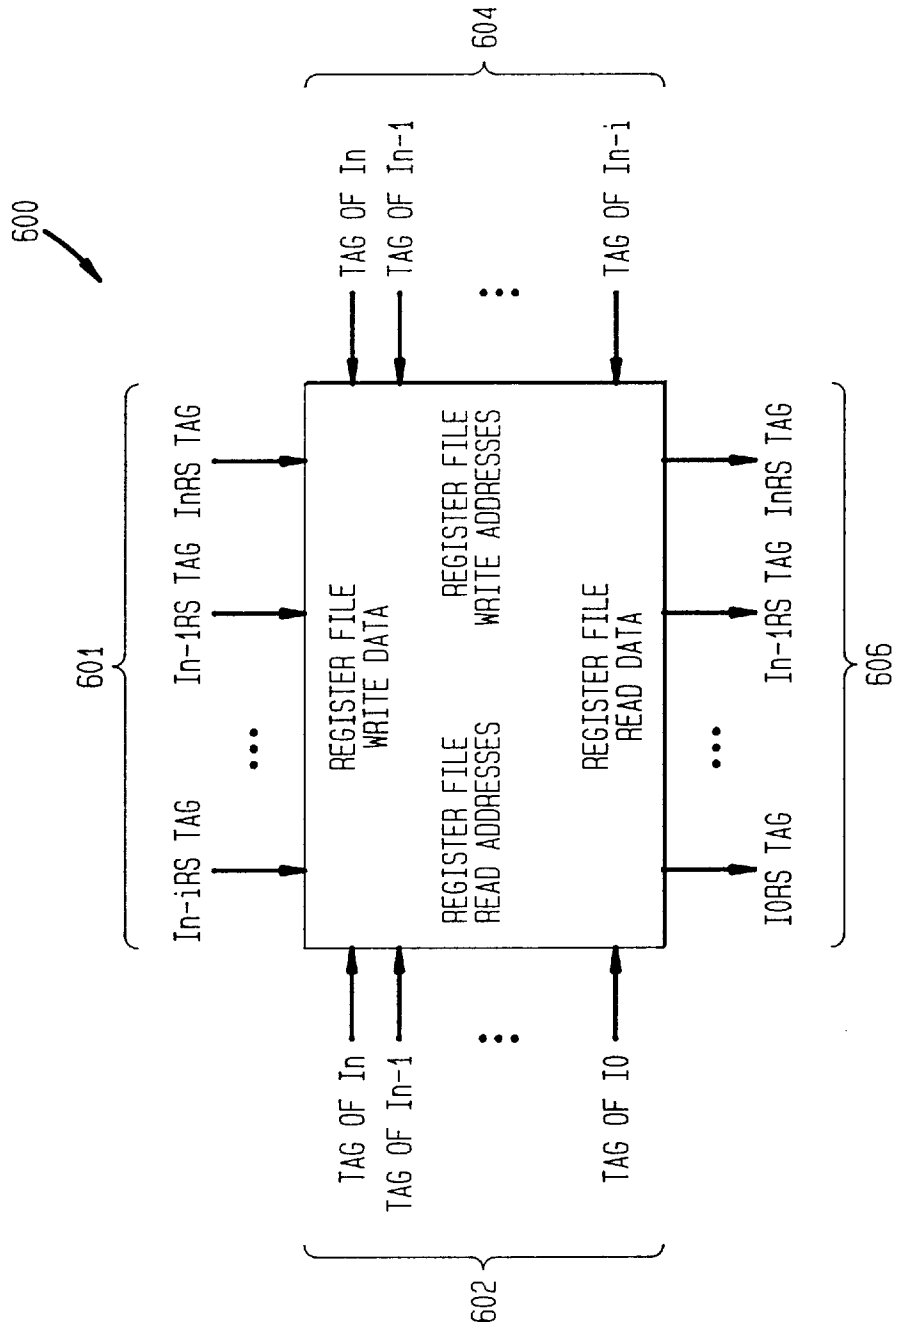 600
601
In-iRS TAG
In-1RS TAG
InRS TAG
REGISTER FILE
WRITE DATA
TAG OF In
TAG OF In-1
TAG OF I0
602
REGISTER FILE
READ ADDRESSES
REGISTER FILE
WRITE ADDRESSES
TAG OF In
TAG OF In-1
TAG OF In-i
604
REGISTER FILE
READ DATA
I0RS TAG
In-1RS TAG
InRS TAG
606